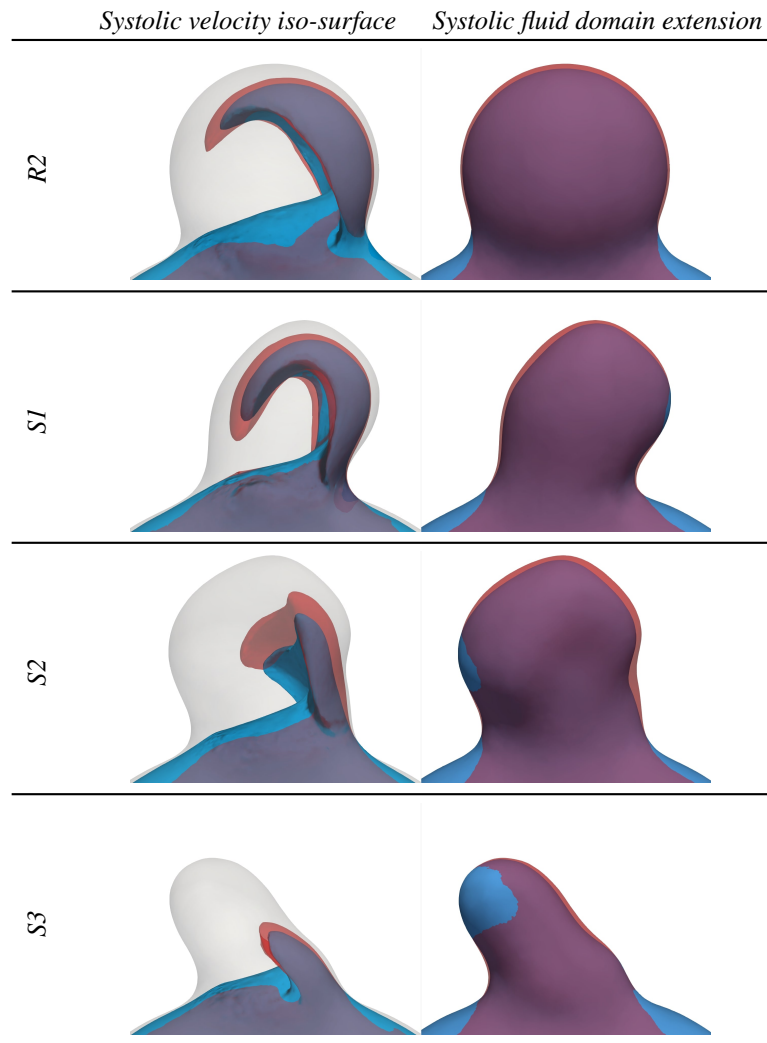 Systolic velocity iso-surface Systolic fluid domain extension
R2
S1
S2
S3